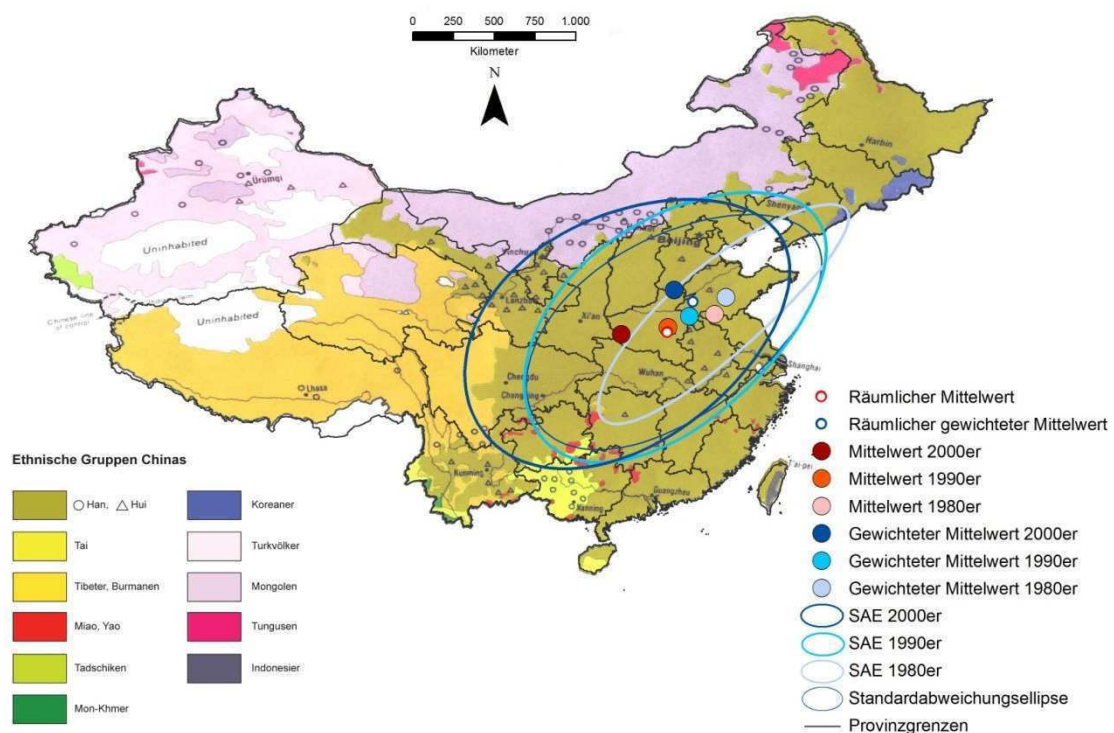 0 250 500 750 1.000
Kilometer
N
Harbin
Ürümqi
Shenyang
Uninhabited
Beijing
Yinchuan
Lanzhou
Uninhabited
Xi'an
Chengdu
Wuhan
Shanghai
Lhasa
Räumlicher Mittelwert
Räumlicher gewichteter Mittelwert
Ethnische Gruppen Chinas
Mittelwert 2000er
Kunming
Guangzhou
Mittelwert 1990er
Nanning
Han, Hui
Koreaner
Mittelwert 1980er
Gewichteter Mittelwert 2000er
Tai
Turkvölker
Gewichteter Mittelwert 1990er
Tibeter, Burmanen
Mongolen
Gewichteter Mittelwert 1980er
SAE 2000er
Miao, Yao
Tungusen
SAE 1990er
SAE 1980er
Tadschiken
Indonesier
Standardabweichungsellipse
Mon-Khmer
Provinzgrenzen